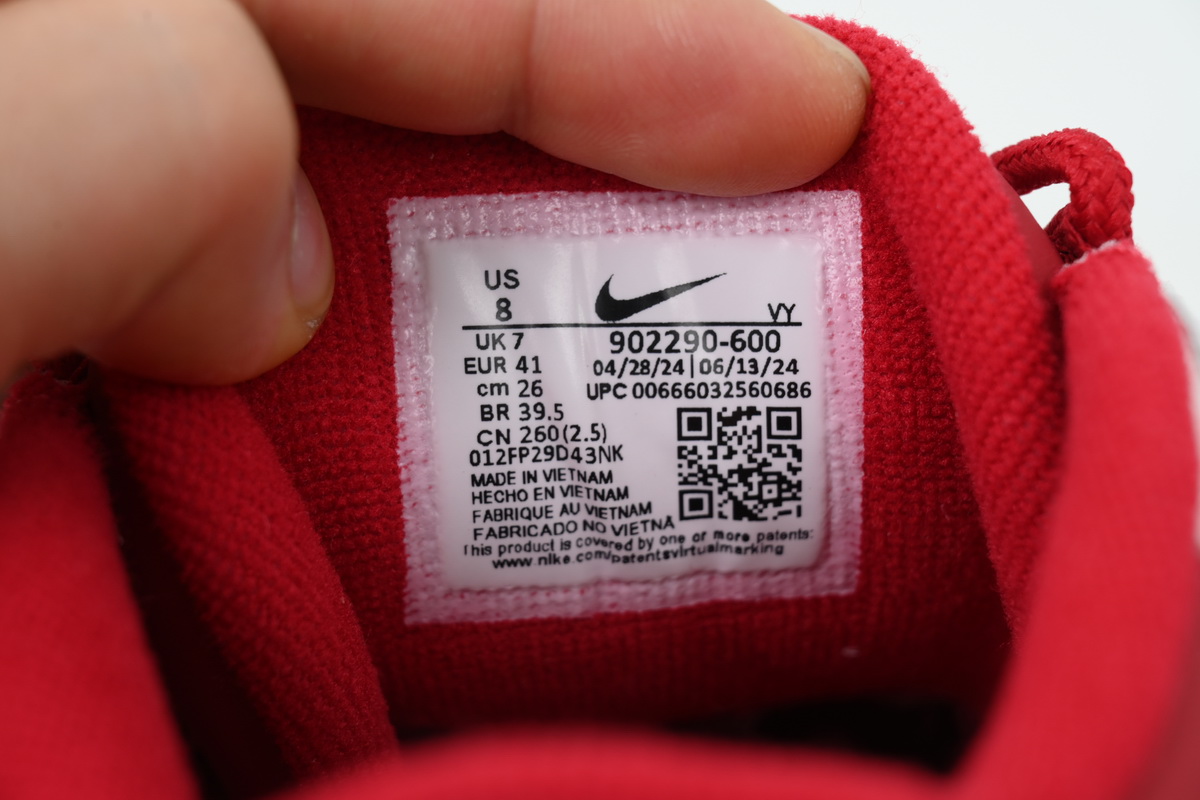 US
8
VY
UK 7
902290-600
EUR 41
04/28/24 | 06/13/24
cm 26
UPC 00666032560686
BR 39.5
CN 260(2.5)
012FP29D43NK
MADE IN VIETNAM
HECHO EN VIETNAM
FABRIQUE AU VIETNAM
FABRICADO NO VIETNÃ
This product is covered by one or more patents:
www.nike.com/patentsvirtualmarking